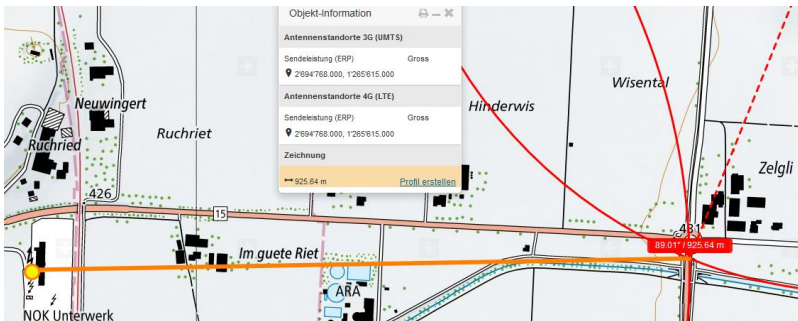 Objekt-Information
Antennenstandorte 3G (UMTS)
Sendeleistung (ERP) Gross
2'694'768.000, 1'265'615.000
Antennenstandorte 4G (LTE)
Sendeleistung (ERP) Gross
2'694'768.000, 1'265'615.000
Zeichnung
925.64 m Profil erstellen
Neuwingert
Ruchried
Ruchriet
Hinderwis
Wisental
Zelgli
426
15
431
89.01° / 925.64 m
Im guete Riet
ARA
NOK Unterwerk